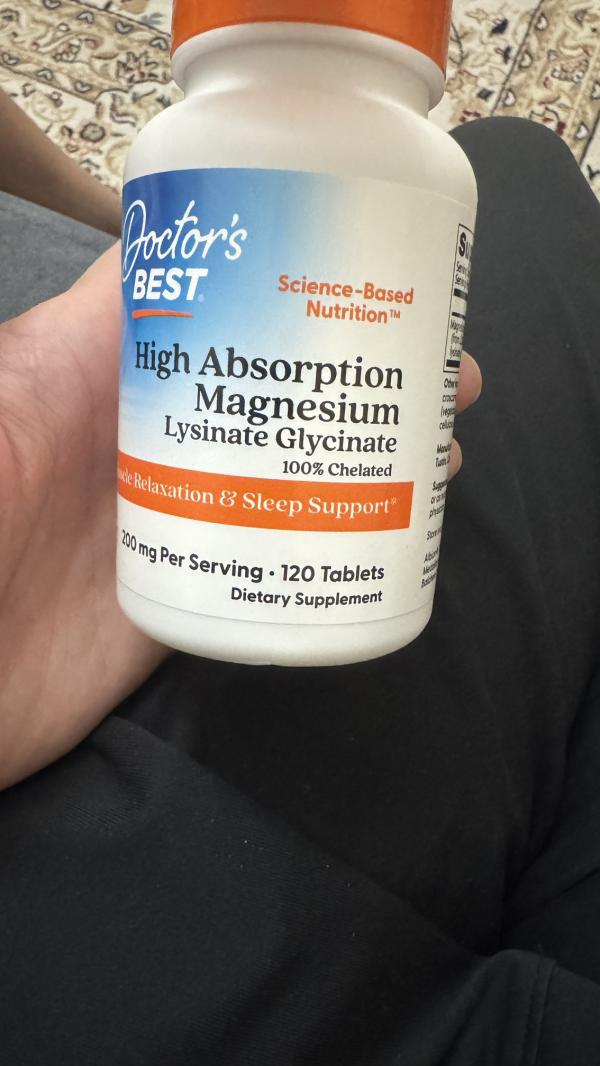 Doctor's
BEST
Science-Based
Nutrition™
High Absorption
Magnesium
Lysinate Glycinate
100% Chelated
Relaxation & Sleep Support*
200 mg Per Serving • 120 Tablets
Dietary Supplement